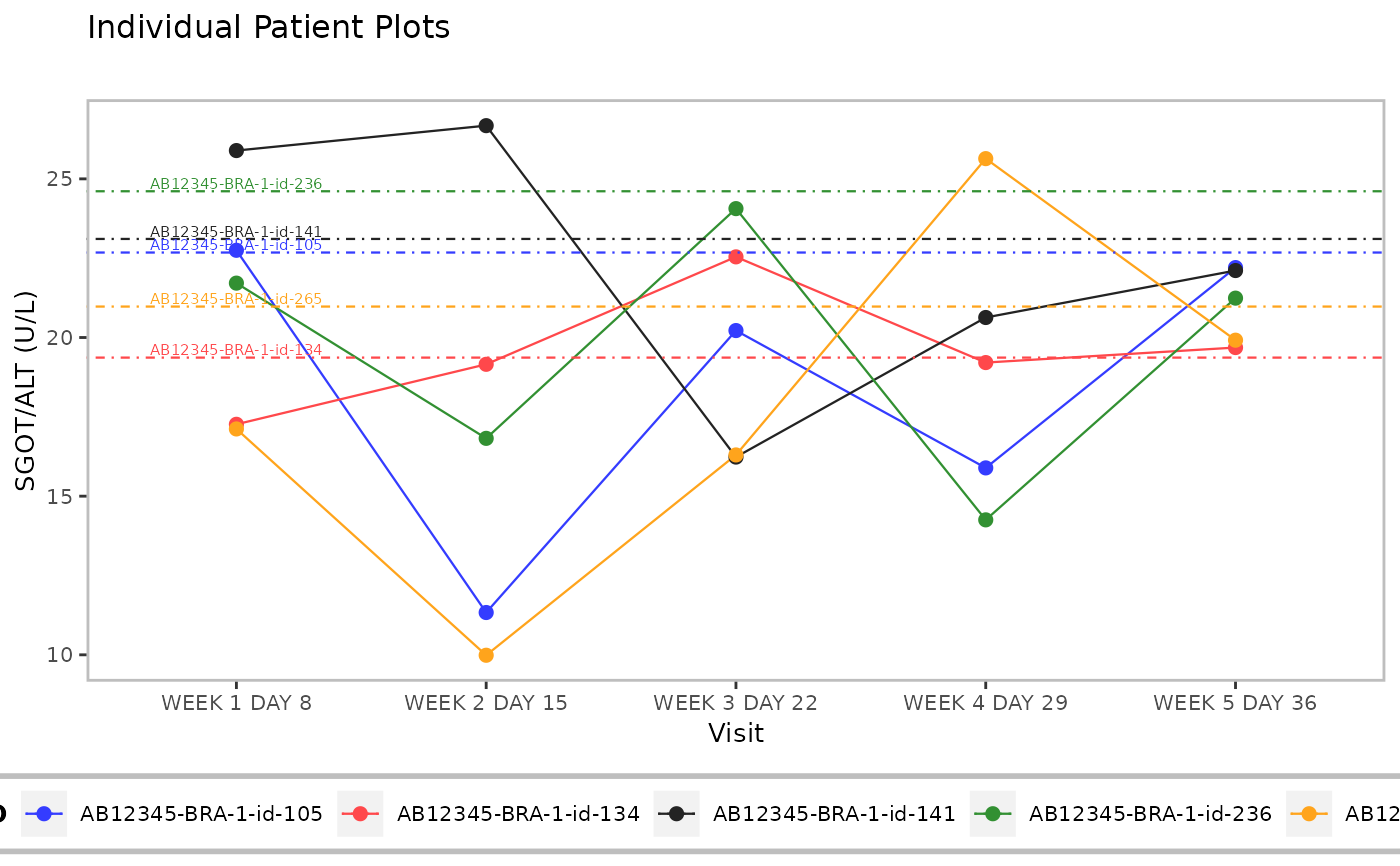 Individual Patient Plots
SGOT/ALT (U/L)
25
20
15
10
AB12345-BRA-1-id-236
AB12345-BRA-1-id-141
AB12345-BRA-1-id-105
AB12345-BRA-1-id-265
AB12345-BRA-1-id-134
WEEK 1 DAY 8 WEEK 2 DAY 15 WEEK 3 DAY 22 WEEK 4 DAY 29 WEEK 5 DAY 36
Visit
AB12345-BRA-1-id-105 AB12345-BRA-1-id-134 AB12345-BRA-1-id-141 AB12345-BRA-1-id-236 AB12